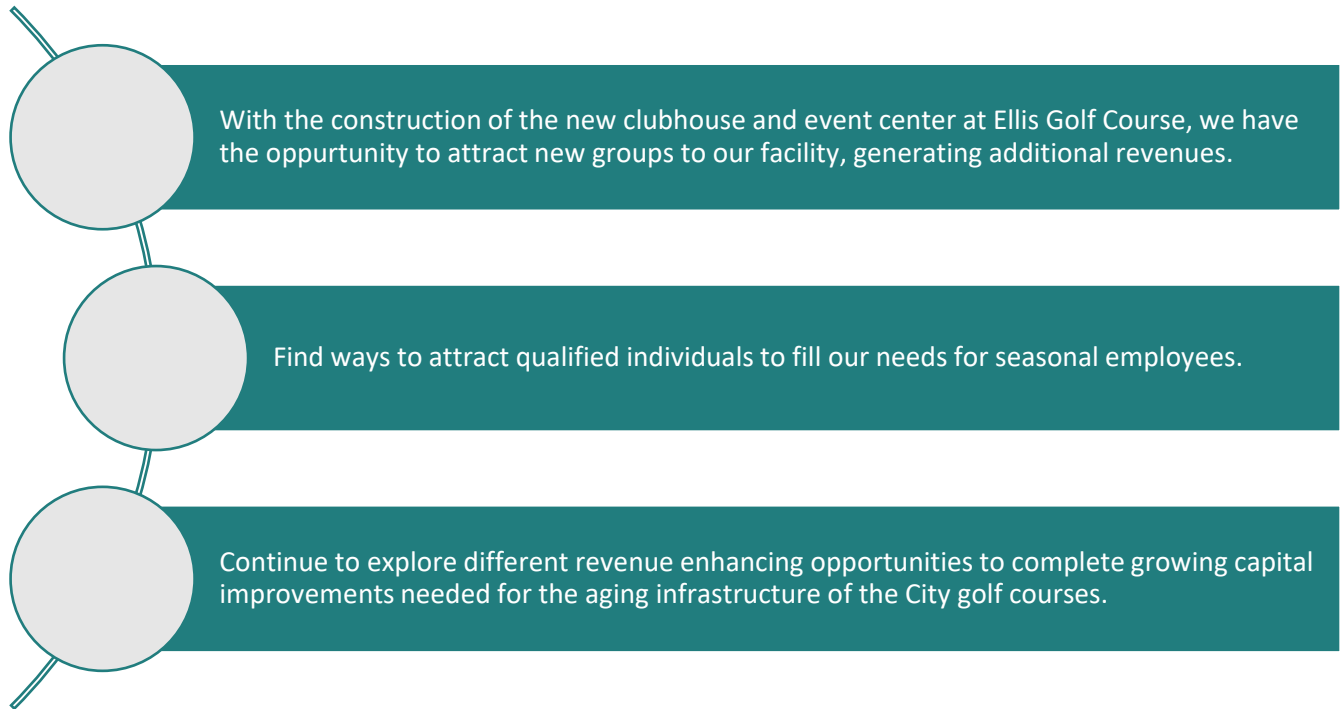 With the construction of the new clubhouse and event center at Ellis Golf Course, we have
the oppurtunity to attract new groups to our facility, generating additional revenues.
Find ways to attract qualified individuals to fill our needs for seasonal employees.
Continue to explore different revenue enhancing opportunities to complete growing capital
improvements needed for the aging infrastructure of the City golf courses.